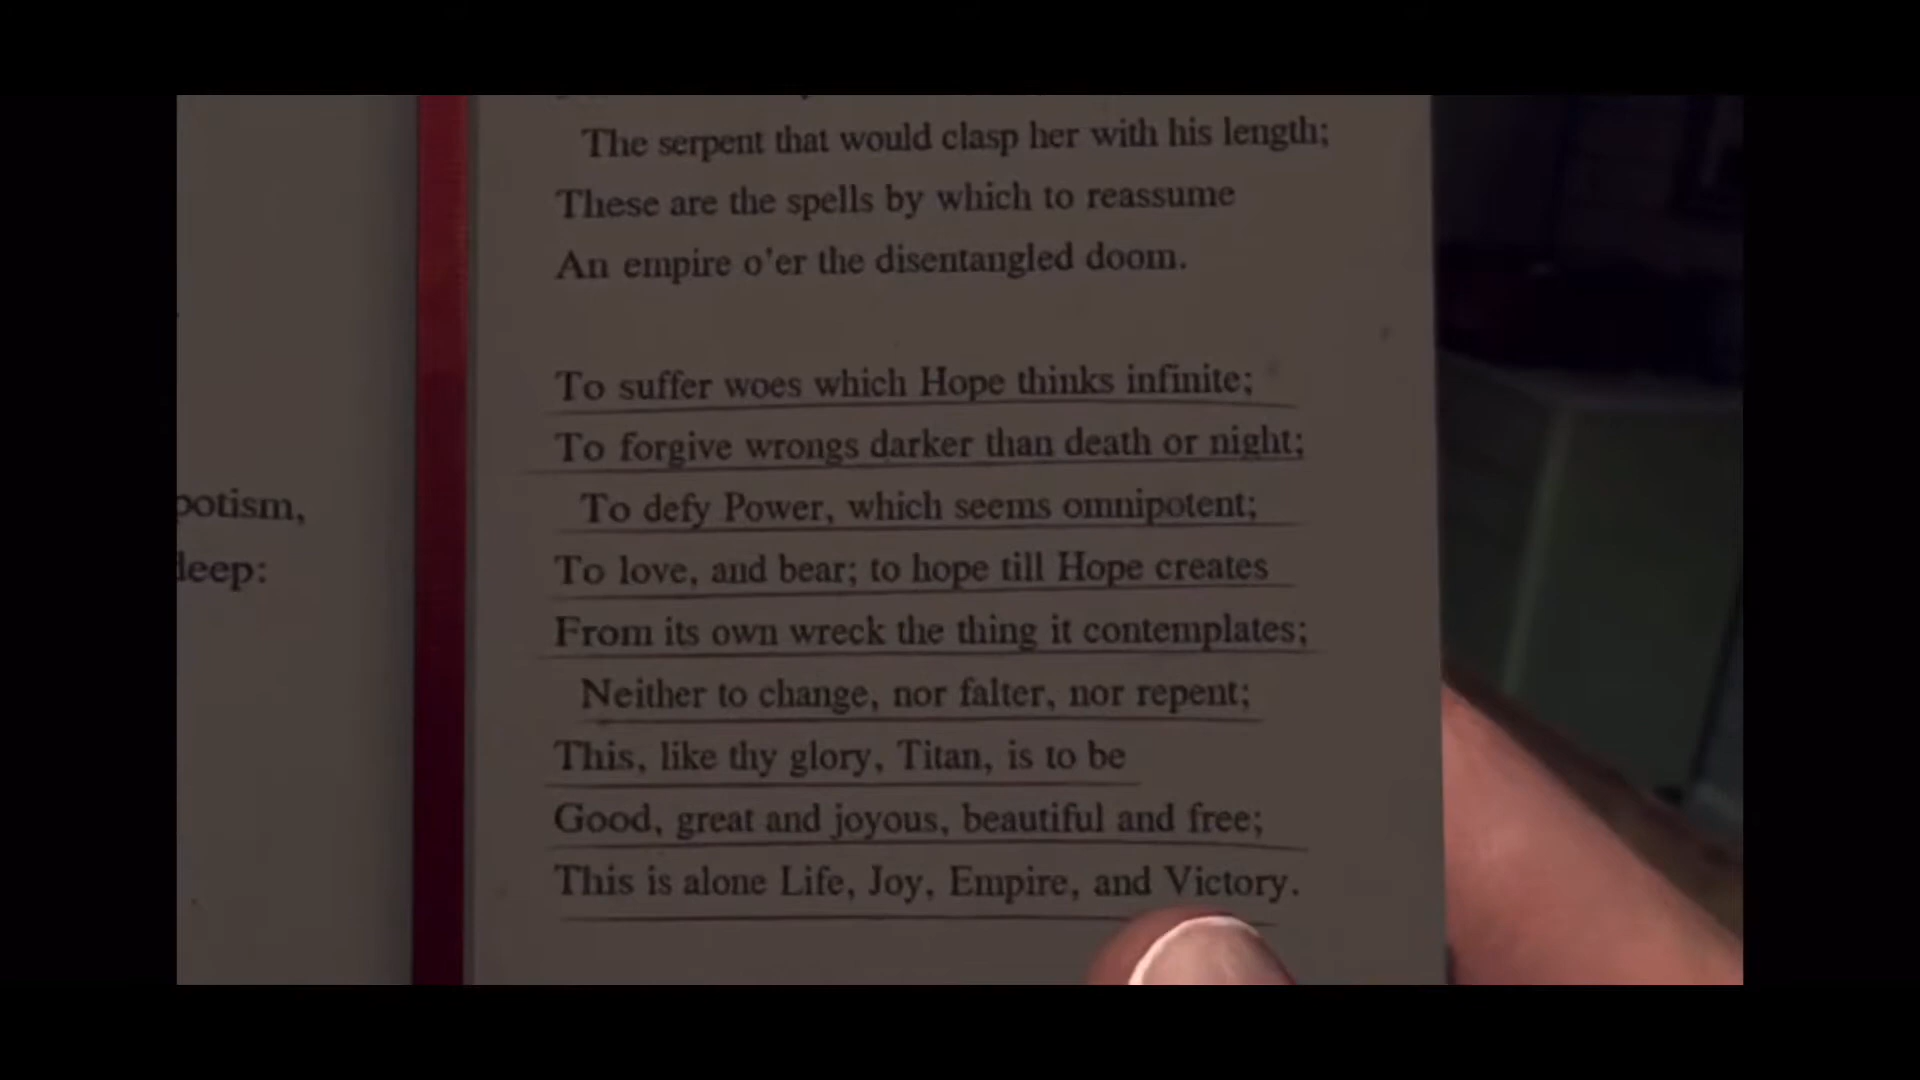 potism,
deep:
The serpent that would clasp her with his length;
These are the spells by which to reassume
An empire o'er the disentangled doom.
To suffer woes which Hope thinks infinite;
To forgive wrongs darker than death or night;
To defy Power, which seems omnipotent;
To love, and bear; to hope till Hope creates
From its own wreck the thing it contemplates;
Neither to change, nor falter, nor repent;
This, like thy glory, Titan, is to be
Good, great and joyous, beautiful and free;
This is alone Life, Joy, Empire, and Victory.